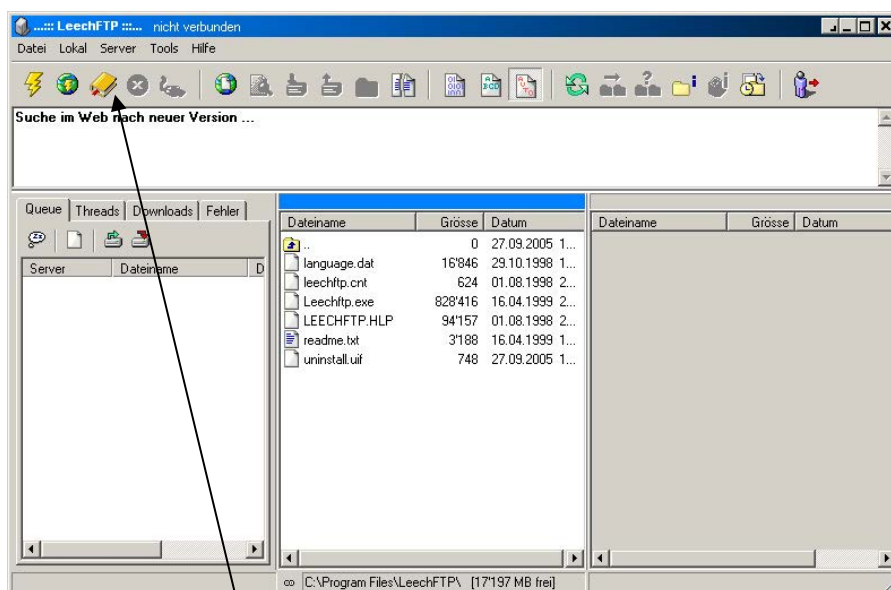 ...::: LeechFTP :::... nicht verbunden
Datei Lokal Server Tools Hilfe
Suche im Web nach neuer Version ...
Queue Threads Downloads Fehler
Server Dateiname D
Dateiname Grösse Datum
.. 0 27.09.2005 1...
language.dat 16'846 29.10.1998 1...
leechftp.cnt 624 01.08.1998 2...
Leechftp.exe 828'416 16.04.1999 2...
LEECHFTP.HLP 94'157 01.08.1998 2...
readme.txt 3'188 16.04.1999 1...
uninstall.uif 748 27.09.2005 1...
Dateiname Grösse Datum
C:\Program Files\LeechFTP\ [17'197 MB frei]